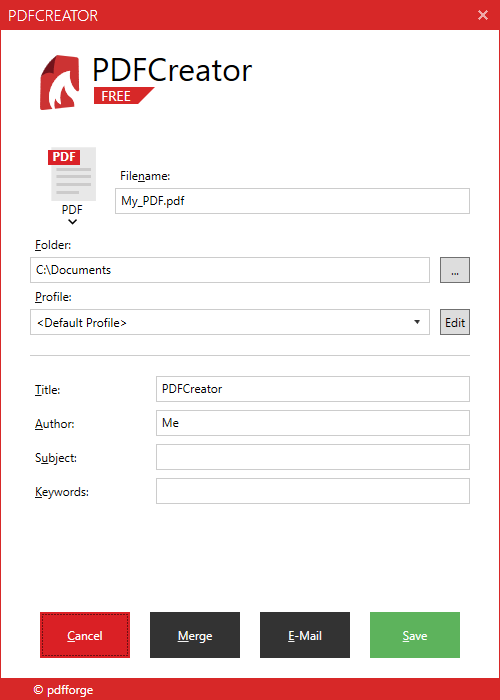 PDFCREATOR
PDFCreator
FREE
PDF
PDF
Filename:
My_PDF.pdf
Folder:
C:\Documents
...
Profile:
<Default Profile>
Edit
Title:
PDFCreator
Author:
Me
Subject:
Keywords:
Cancel Merge E-Mail Save
© pdfforge